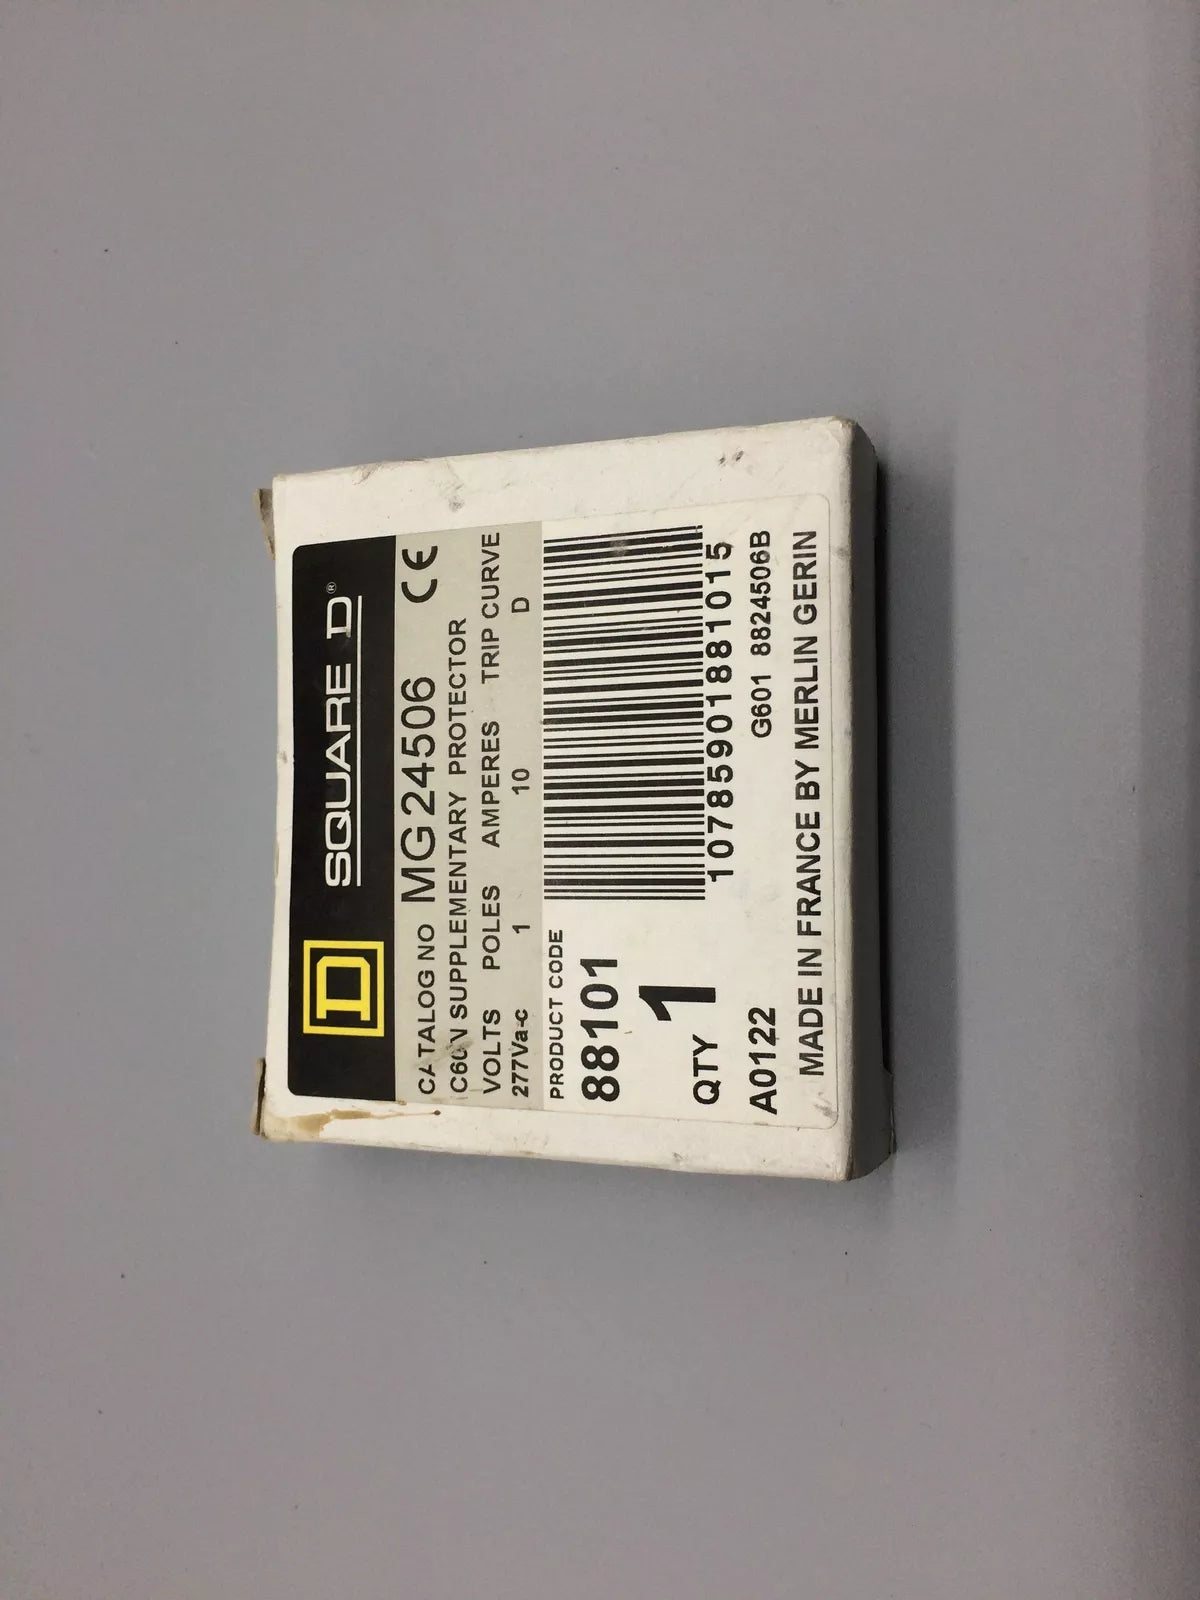 D
SQUARE D®
CATALOG NO MG24506 CE
C60N SUPPLEMENTARY PROTECTOR
VOLTS POLES AMPERES TRIP CURVE
277Va-c 1 10 D
PRODUCT CODE
88101
10785901881015
QTY 1
G601 8824506B
A0122
MADE IN FRANCE BY MERLIN GERIN